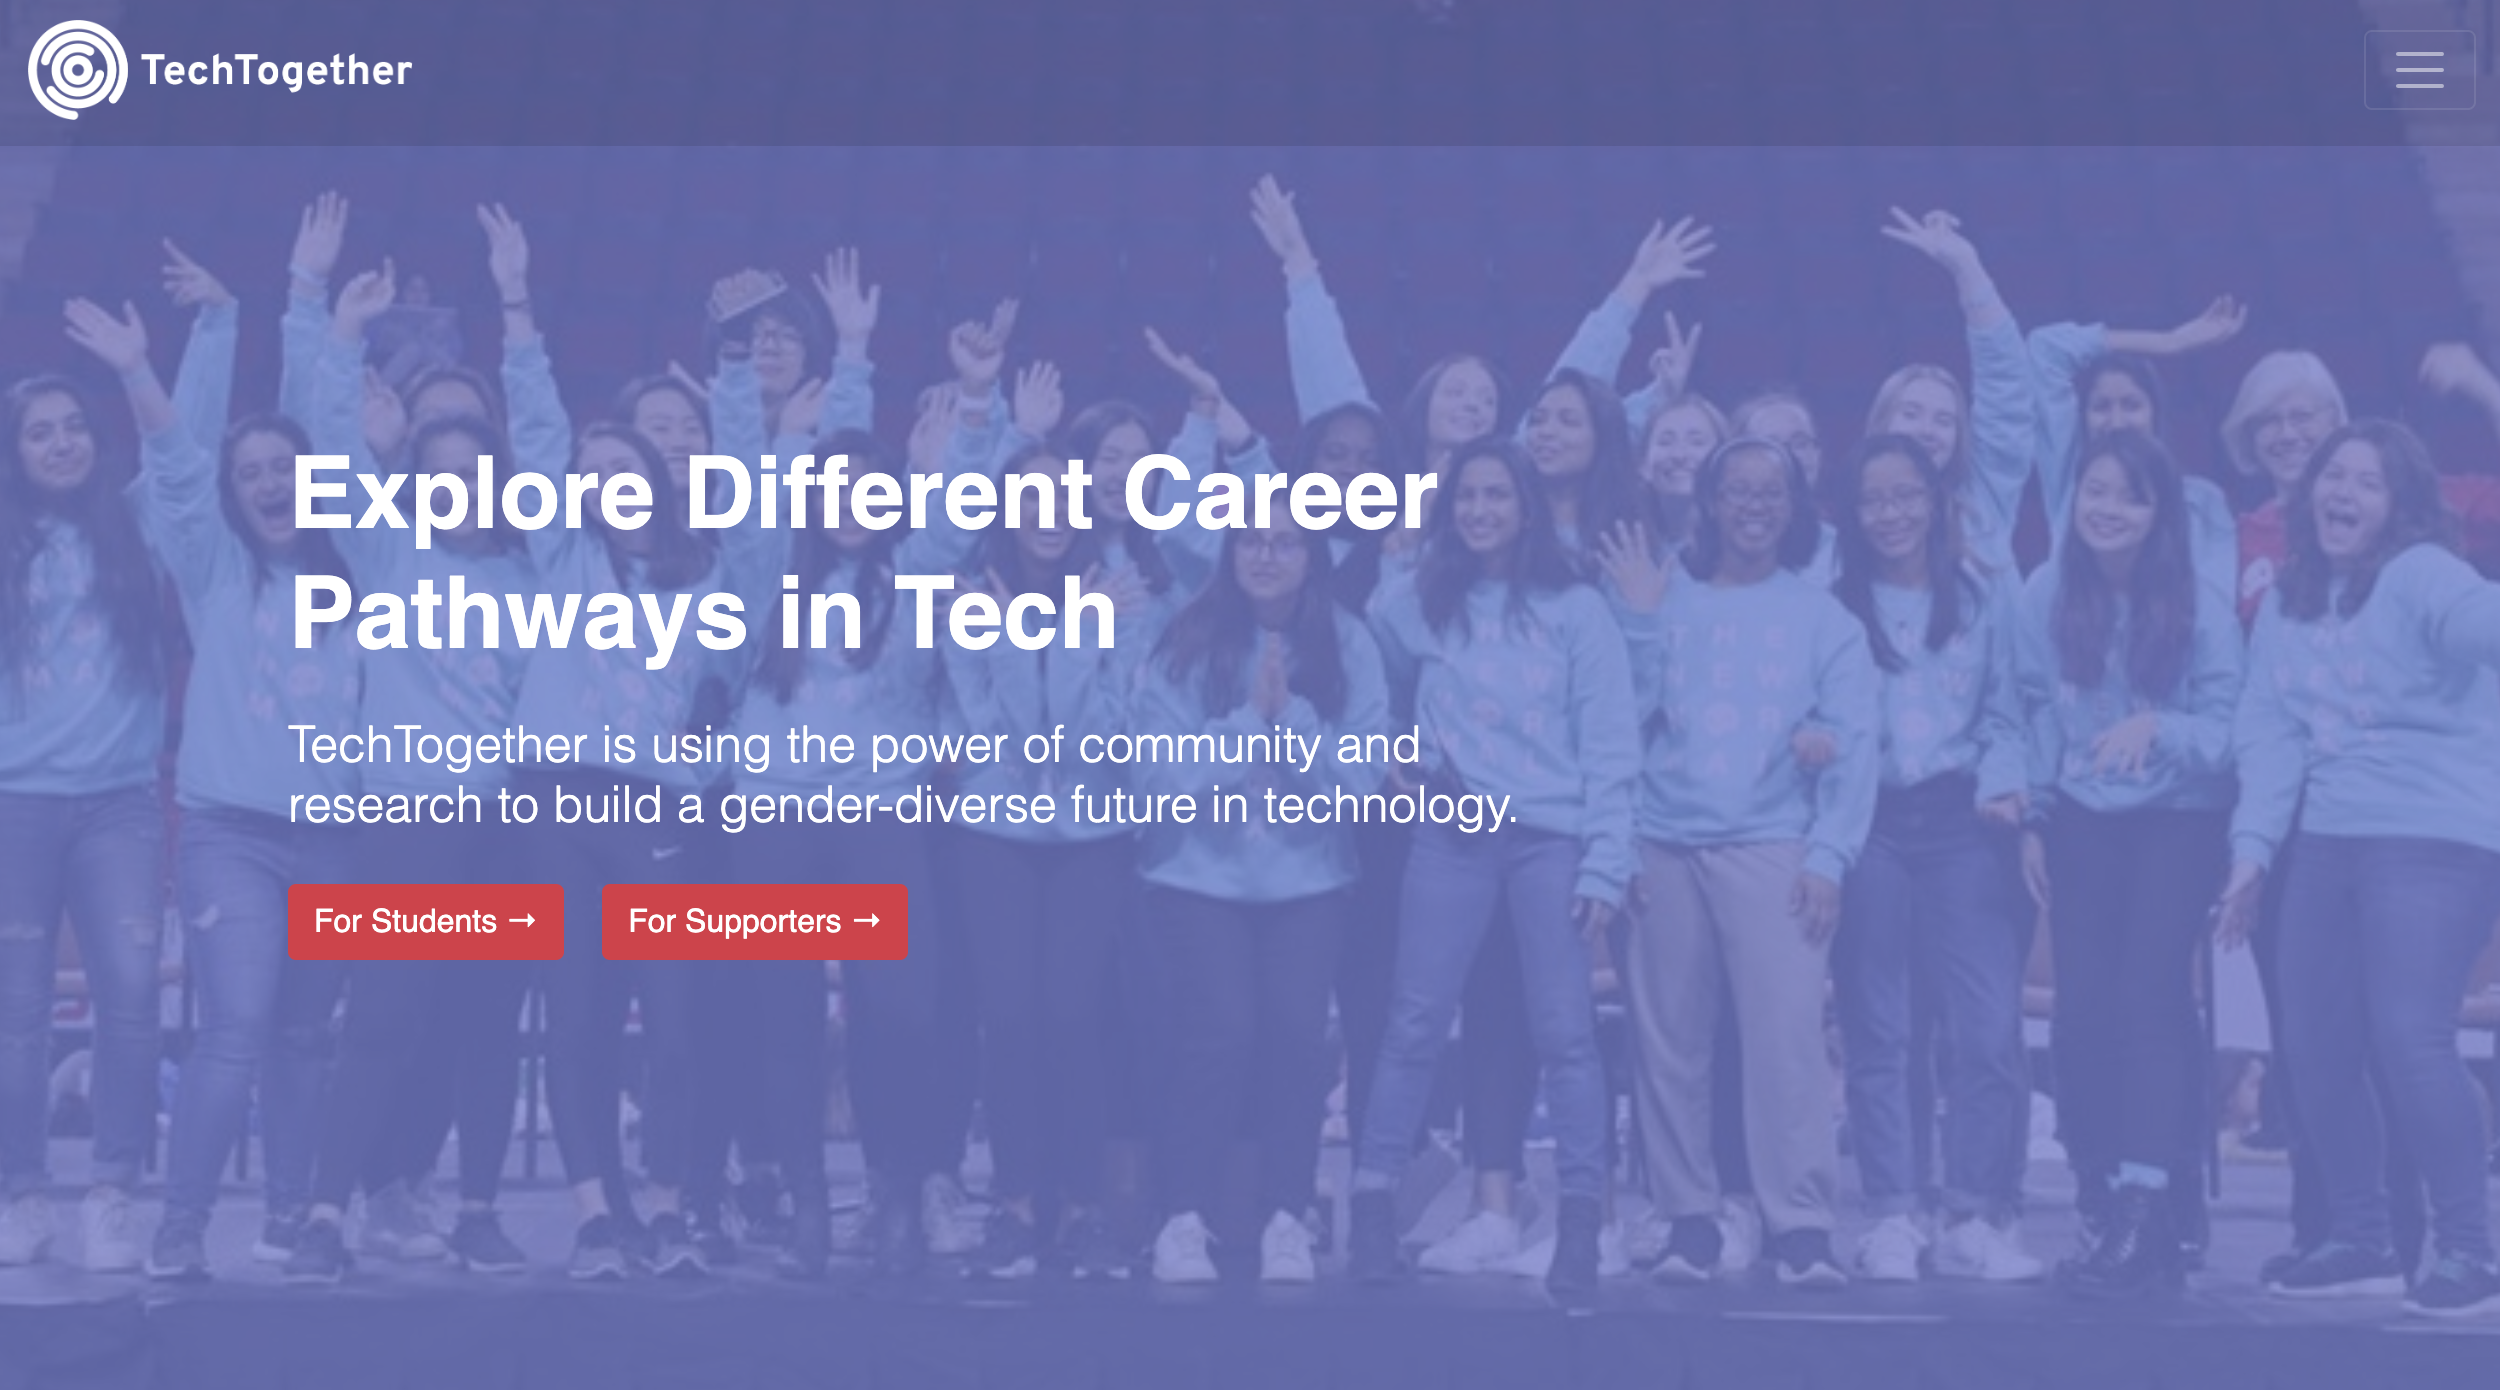 TechTogether
Explore Different Career
Pathways in Tech
TechTogether is using the power of community and
research to build a gender-diverse future in technology.
For Students →
For Supporters →